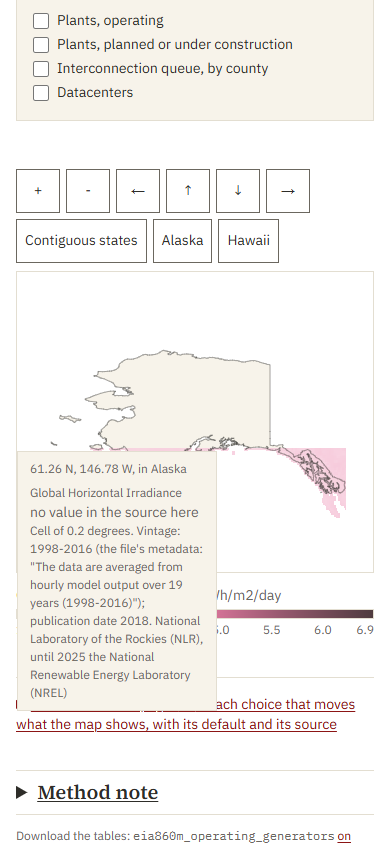 Plants, operating
Plants, planned or under construction
Interconnection queue, by county
Datacenters
+ - ← ↑ ↓ →
Contiguous states Alaska Hawaii
61.26 N, 146.78 W, in Alaska
Global Horizontal Irradiance
no value in the source here
Cell of 0.2 degrees. Vintage:
1998-2016 (the file's metadata:
"The data are averaged from
hourly model output over 19
years (1998-2016)");
publication date 2018. National
Laboratory of the Rockies (NLR),
until 2025 the National
Renewable Energy Laboratory
(NREL)
/h/m2/day
5.5 6.0 6.9
each choice that moves
what the map shows, with its default and its source
▶ Method note
Download the tables: eia860m_operating_generators on